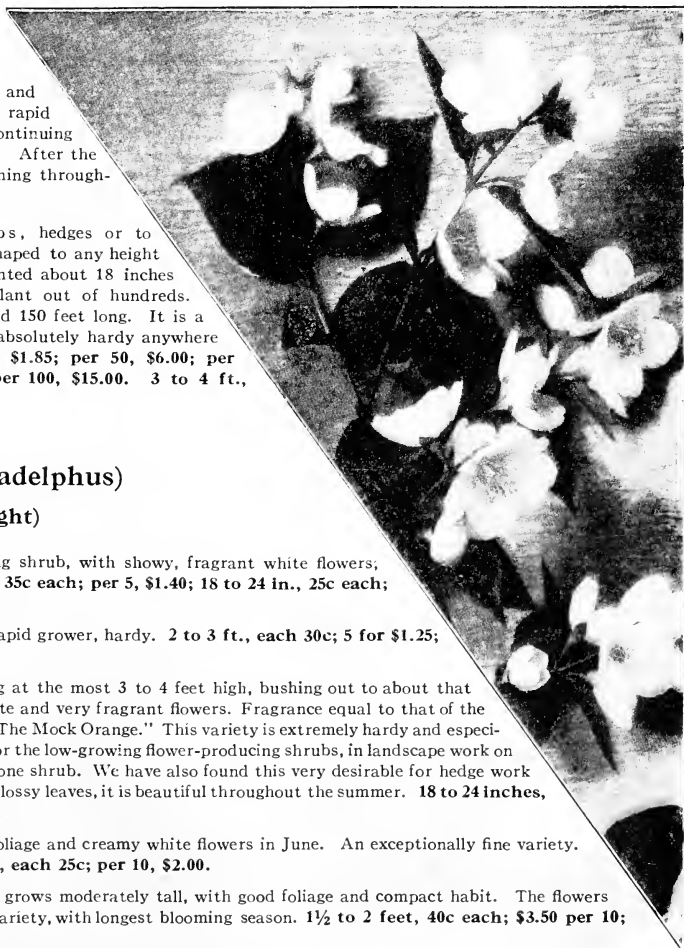 and
rapid
ontinuing
After the
ning through-
os, hedges or to
haped to any height
nted about 18 inches
lant out of hundreds.
d 150 feet long. It is a
absolutely hardy anywhere
$1.85; per 50, $6.00; per
er 100, $15.00. 3 to 4 ft.,
adelphus)
ght)
g shrub, with showy, fragrant white flowers;
35c each; per 5, $1.40; 18 to 24 in., 25c each;
apid grower, hardy. 2 to 3 ft., each 30c; 5 for $1.25;
g at the most 3 to 4 feet high, bushing out to about that
te and very fragrant flowers. Fragrance equal to that of the
The Mock Orange." This variety is extremely hardy and especi-
or the low-growing flower-producing shrubs, in landscape work on
one shrub. We have also found this very desirable for hedge work
lossy leaves, it is beautiful throughout the summer. 18 to 24 inches,
oliage and creamy white flowers in June. An exceptionally fine variety.
, each 25c; per 10, $2.00.
grows moderately tall, with good foliage and compact habit. The flowers
ariety, with longest blooming season. 1½ to 2 feet, 40c each; $3.50 per 10;